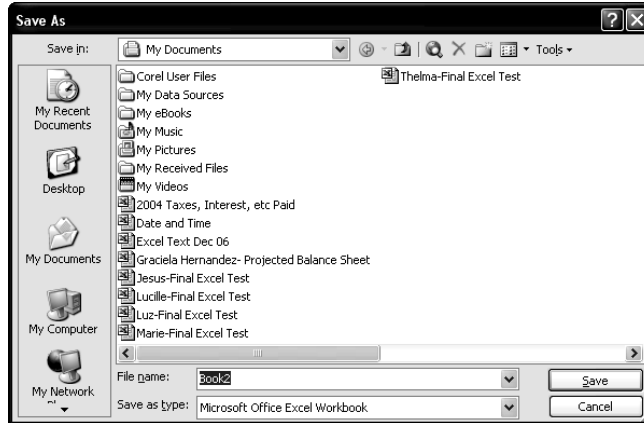 Save As
Save in:
My Documents
Tools
My Recent
Documents
Desktop
My Documents
My Computer
My Network
Corel User Files
My Data Sources
My eBooks
My Music
My Pictures
My Received Files
My Videos
2004 Taxes, Interest, etc Paid
Date and Time
Excel Text Dec 06
Graciela Hernandez- Projected Balance Sheet
Jesus-Final Excel Test
Lucille-Final Excel Test
Luz-Final Excel Test
Marie-Final Excel Test
Thelma-Final Excel Test
File name:
Book2
Save
Save as type:
Microsoft Office Excel Workbook
Cancel